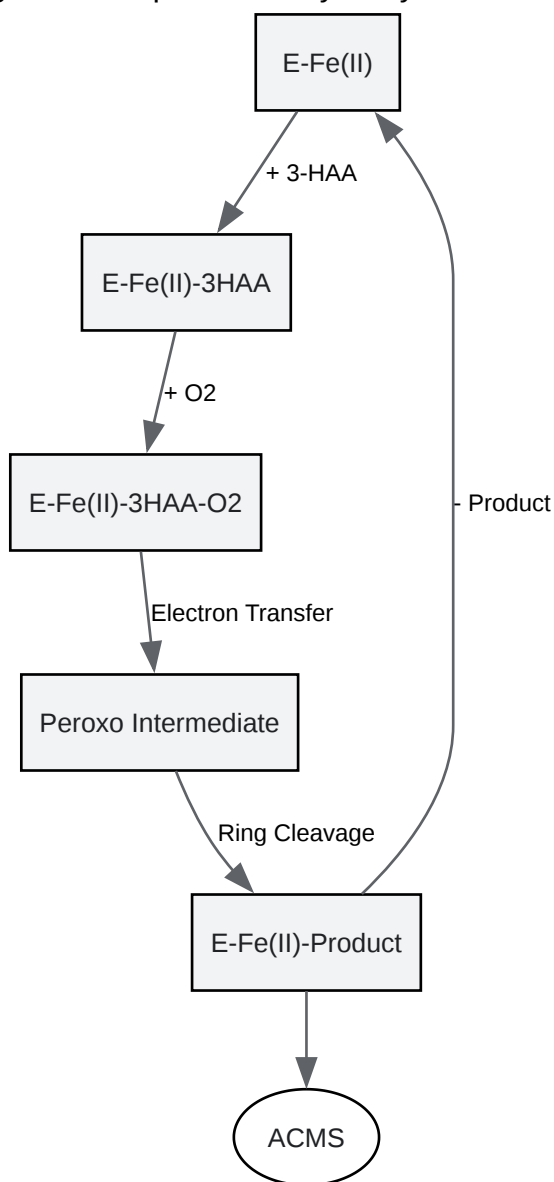 E-Fe(II)
+ 3-HAA
E-Fe(II)-3HAA
+ O2
E-Fe(II)-3HAA-O2
- Product
Electron Transfer
Peroxo Intermediate
Ring Cleavage
E-Fe(II)-Product
ACMS